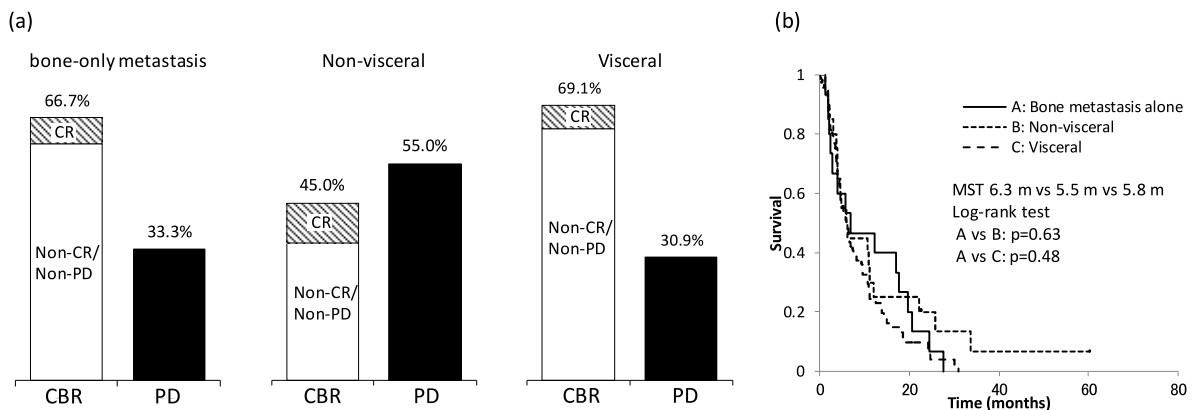 (a)
bone-only metastasis
66.7%
CR
Non-CR/
Non-PD
33.3%
CBR
PD
Non-visceral
45.0%
CR
Non-CR/
Non-PD
55.0%
CBR
PD
Visceral
69.1%
CR
Non-CR/
Non-PD
30.9%
CBR
PD
(b)
1
0.8
0.6
0.4
0.2
0
Survival
A: Bone metastasis alone
B: Non-visceral
C: Visceral
MST 6.3 m vs 5.5 m vs 5.8 m
Log-rank test
A vs B: p=0.63
A vs C: p=0.48
0 20 40 60 80
Time (months)